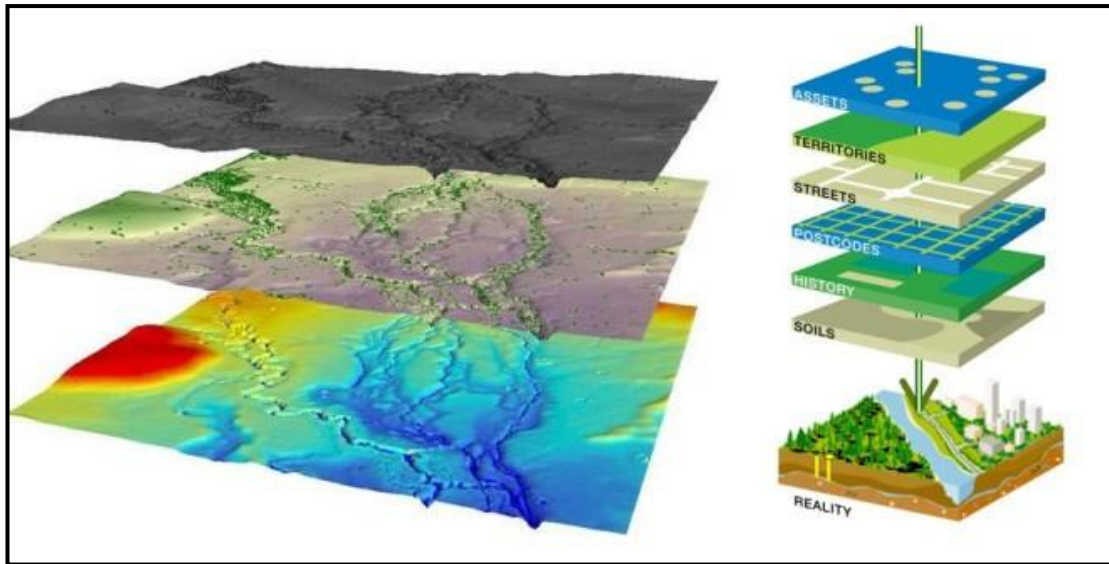 ASSETS
TERRITORIES
STREETS
POSTCODES
HISTORY
SOILS
REALITY